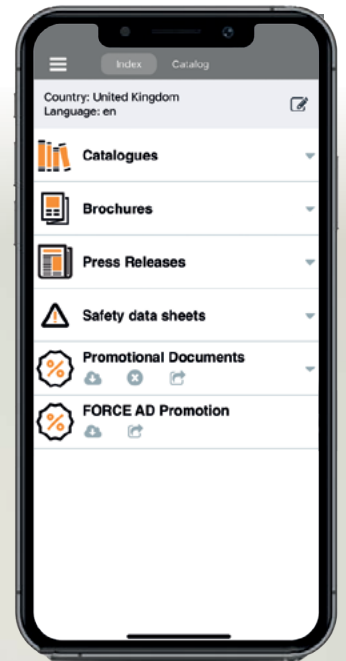 Index
Catalog
Country: United Kingdom
Language: en
Catalogues
Brochures
Press Releases
Safety data sheets
Promotional Documents
FORCE AD Promotion